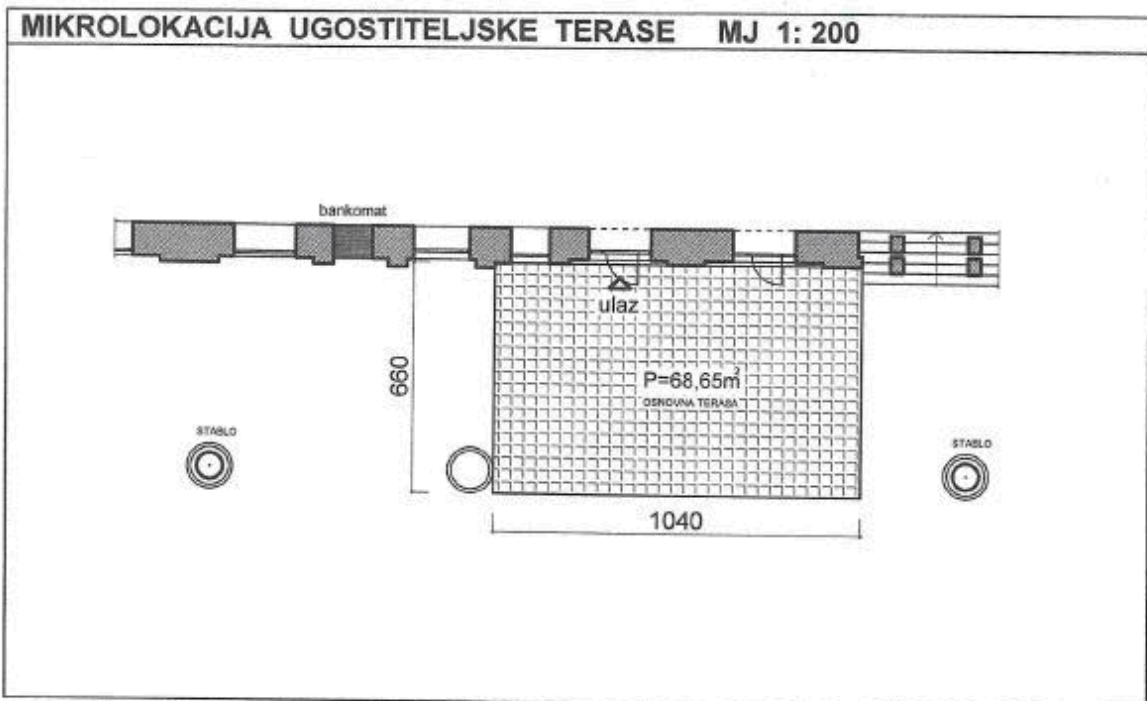 MIKROLOKACIJA UGOSTITELJSKE TERASE MJ 1: 200
bankomat
ulaz
660
P=68,65m²
OSNOVNA TERASA
STABLO
STABLO
1040